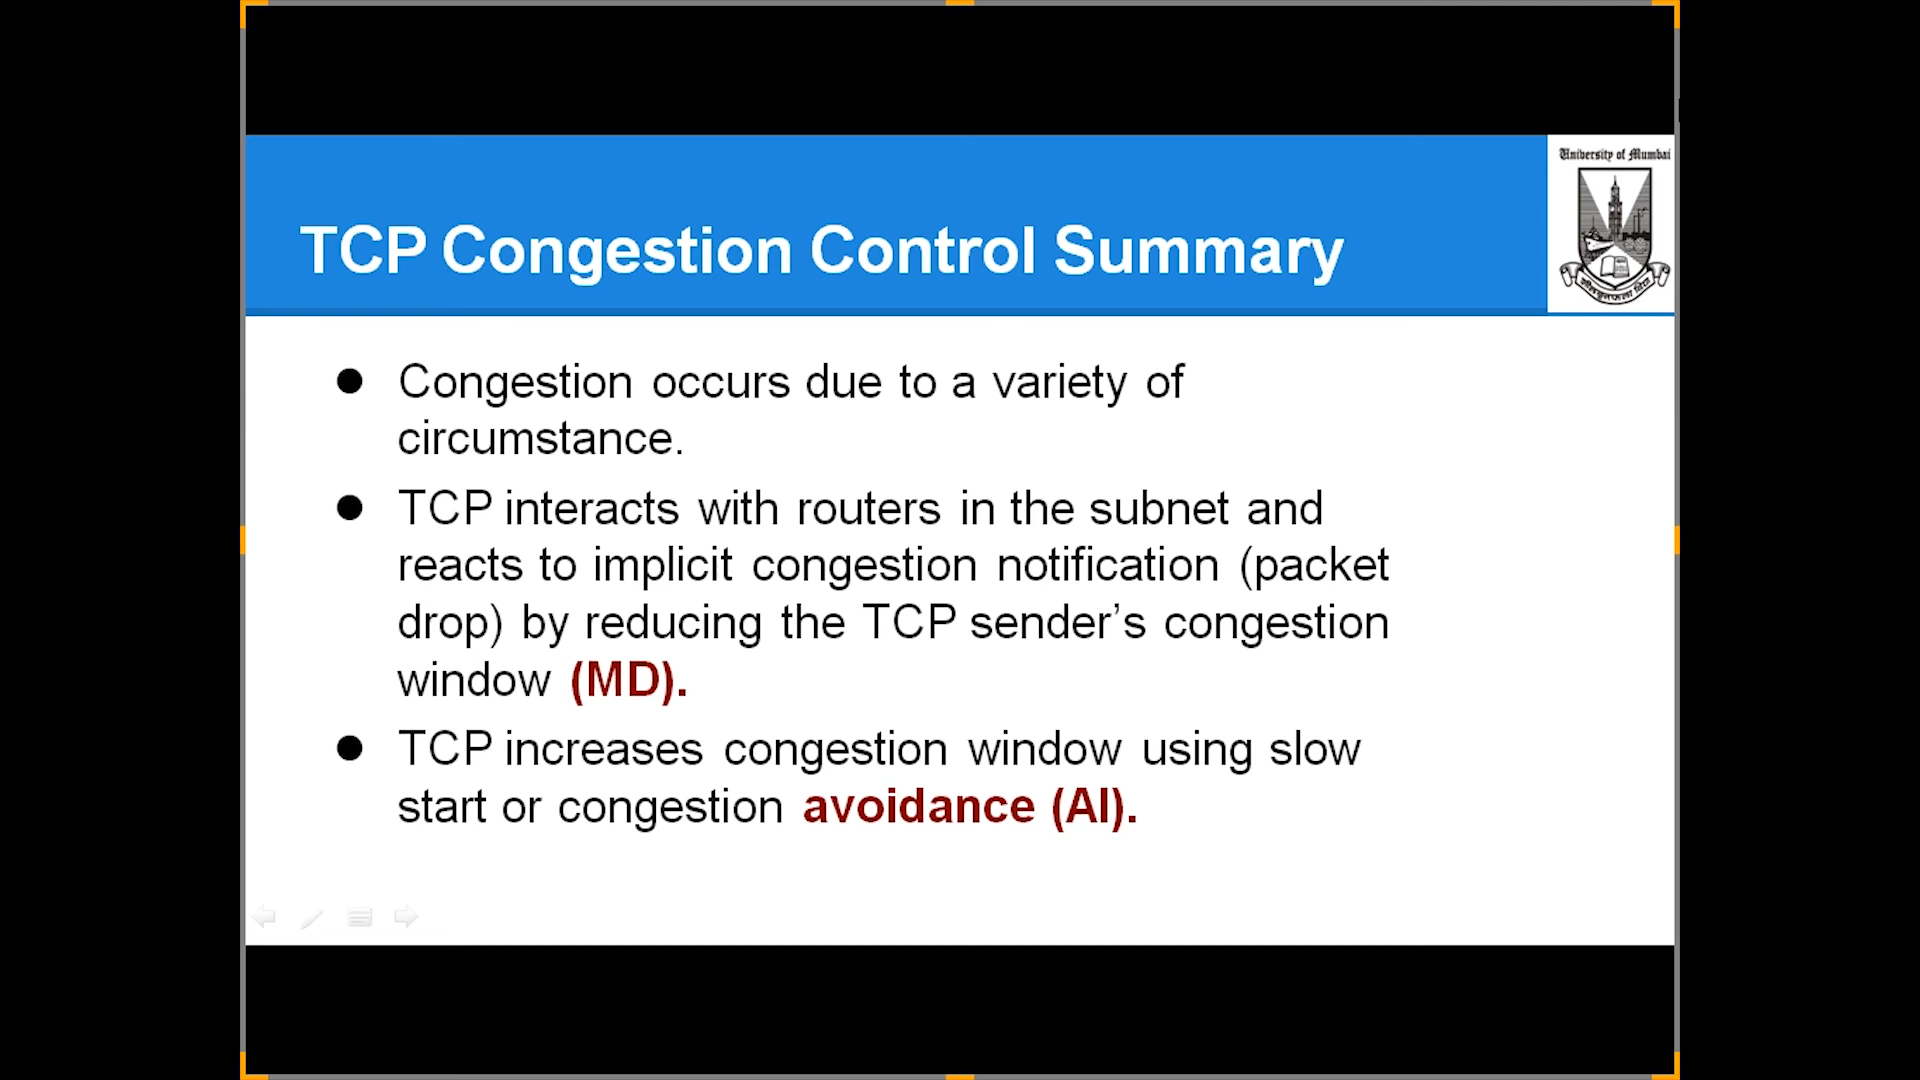 University of Mumbai
TCP Congestion Control Summary
● Congestion occurs due to a variety of
circumstance.
● TCP interacts with routers in the subnet and
reacts to implicit congestion notification (packet
drop) by reducing the TCP sender’s congestion
window (MD).
● TCP increases congestion window using slow
start or congestion avoidance (AI).